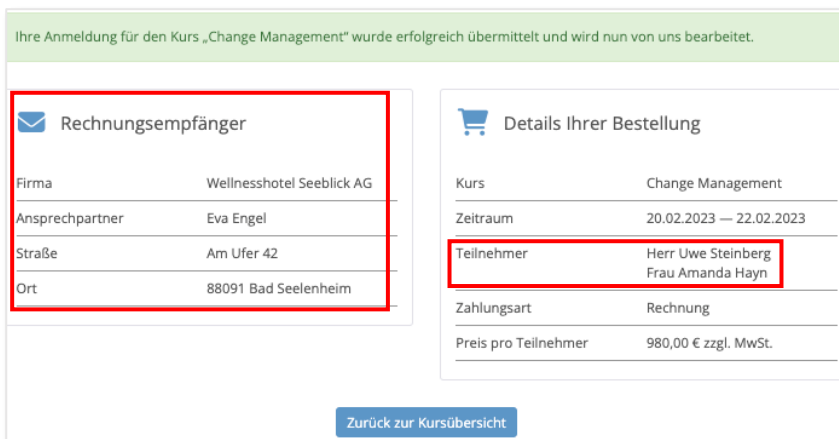 Ihre Anmeldung für den Kurs „Change Management“ wurde erfolgreich übermittelt und wird nun von uns bearbeitet.
Rechnungsempfänger
Firma Wellnesshotel Seeblick AG
Ansprechpartner Eva Engel
Straße Am Ufer 42
Ort 88091 Bad Seelenheim
Details Ihrer Bestellung
Kurs Change Management
Zeitraum 20.02.2023 — 22.02.2023
Teilnehmer Herr Uwe Steinberg
Frau Amanda Hayn
Zahlungsart Rechnung
Preis pro Teilnehmer 980,00 € zzgl. MwSt.
Zurück zur Kursübersicht